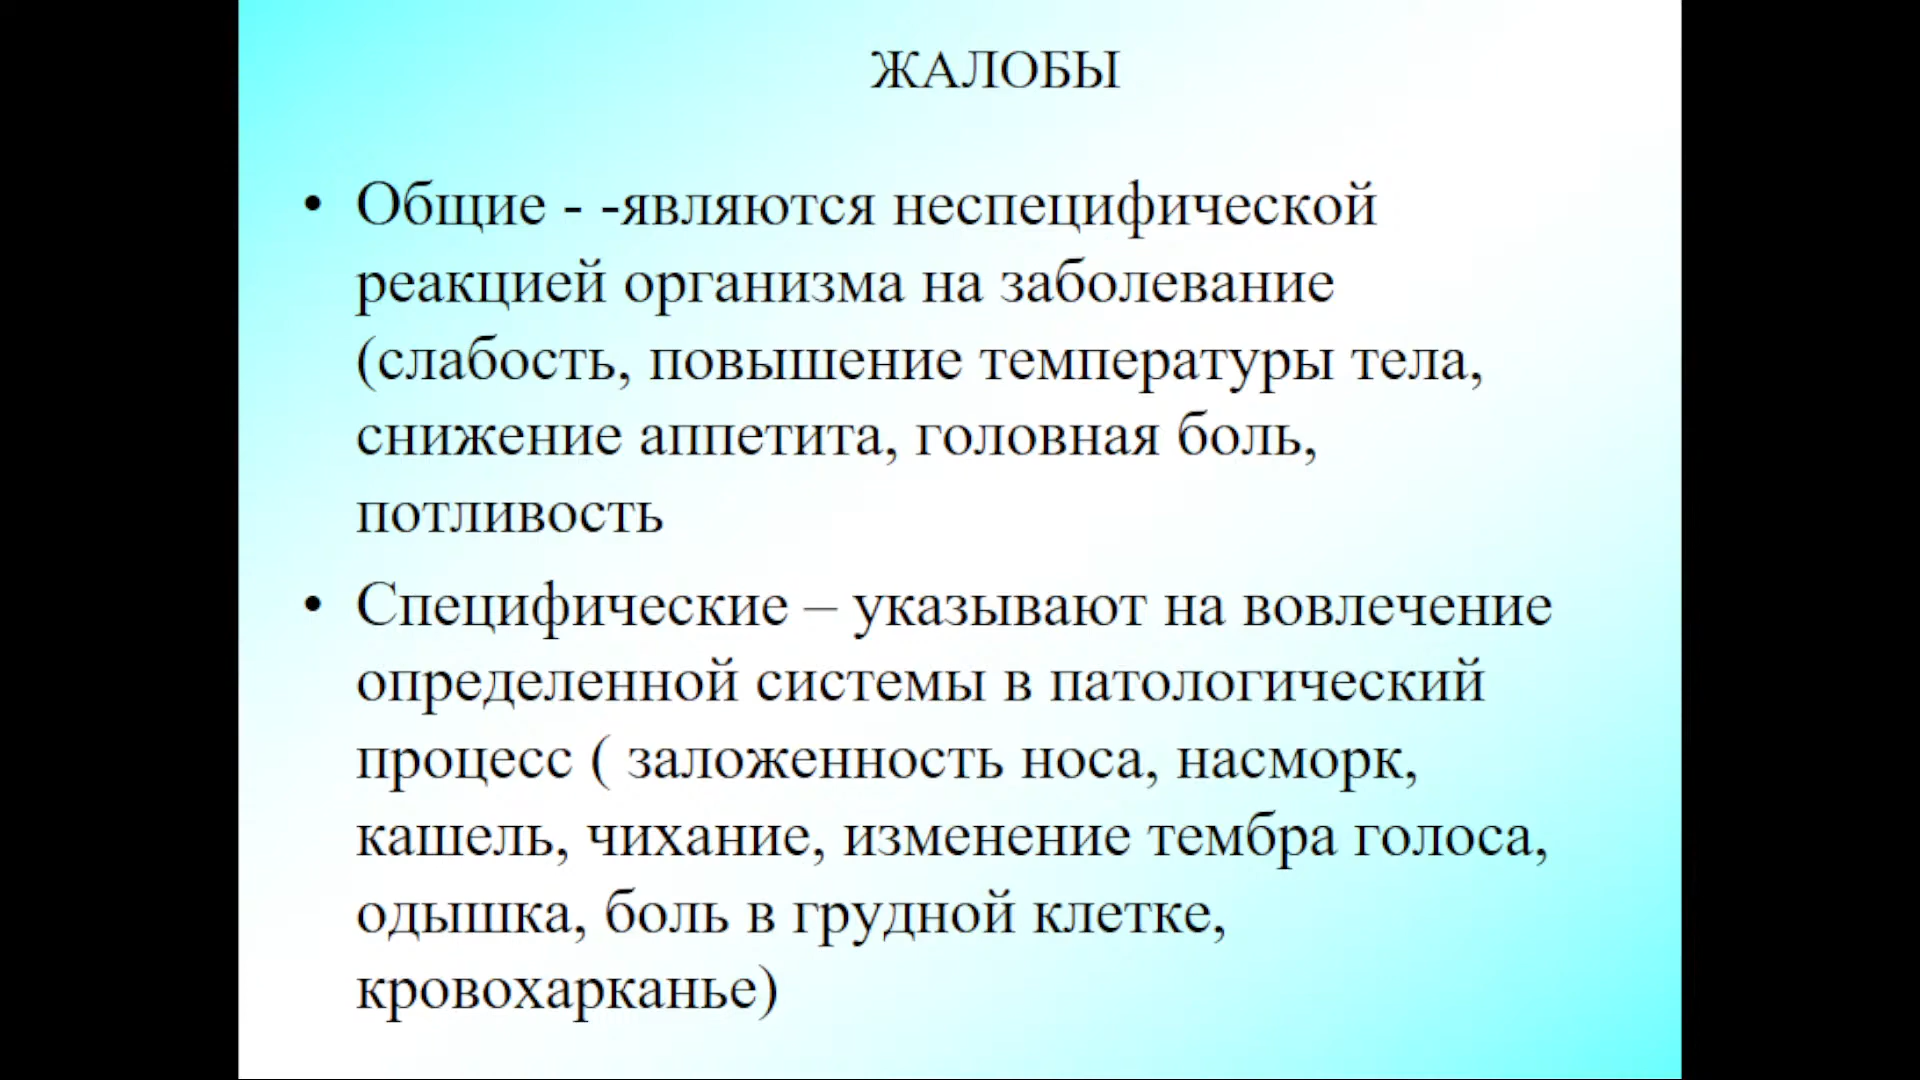 ЖАЛОБЫ
• Общие - -являются неспецифической
реакцией организма на заболевание
(слабость, повышение температуры тела,
снижение аппетита, головная боль,
потливость
• Специфические – указывают на вовлечение
определенной системы в патологический
процесс ( заложенность носа, насморк,
кашель, чихание, изменение тембра голоса,
одышка, боль в грудной клетке,
кровохарканье)